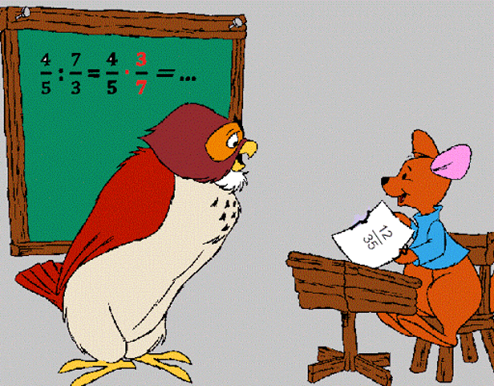 4/5 : 7/3 = 4/5 · 3/7 = ...
12/35